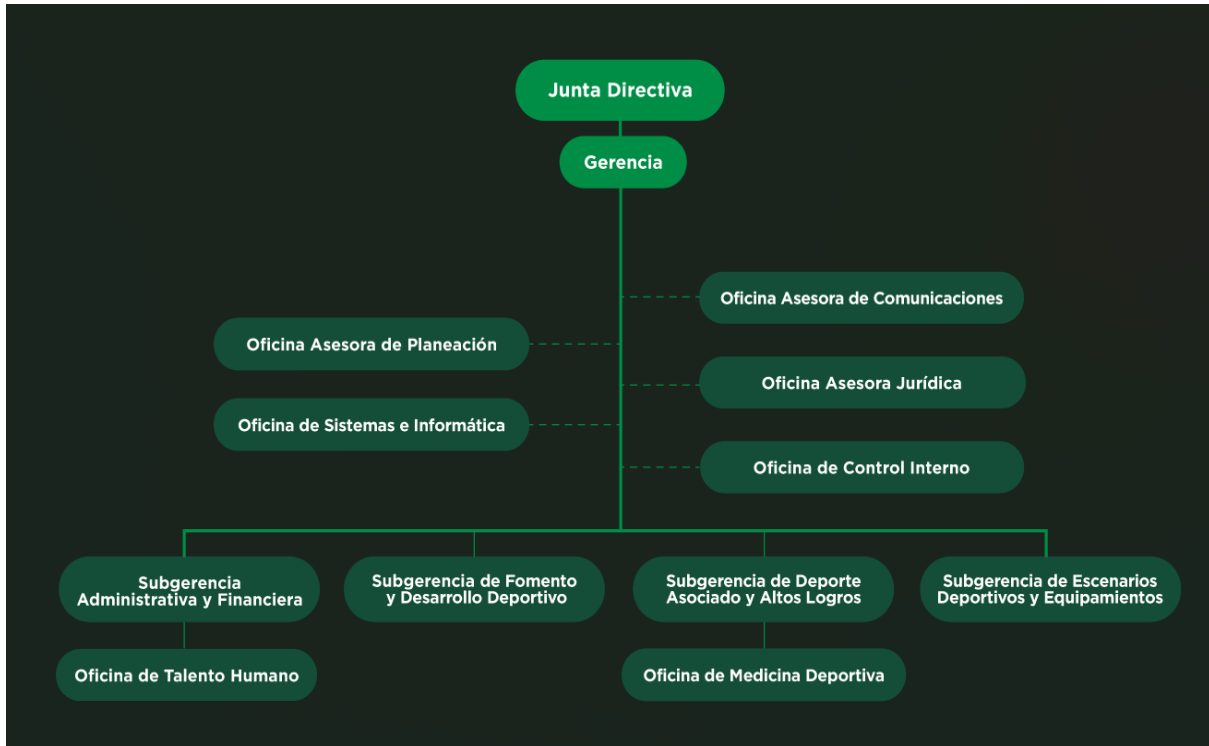 Junta Directiva
Gerencia
Oficina Asesora de Comunicaciones
Oficina Asesora de Planeación
Oficina Asesora Jurídica
Oficina de Sistemas e Informática
Oficina de Control Interno
Subgerencia
Administrativa y Financiera
Subgerencia de Fomento
y Desarrollo Deportivo
Subgerencia de Deporte
Asociado y Altos Logros
Subgerencia de Escenarios
Deportivos y Equipamientos
Oficina de Talento Humano
Oficina de Medicina Deportiva